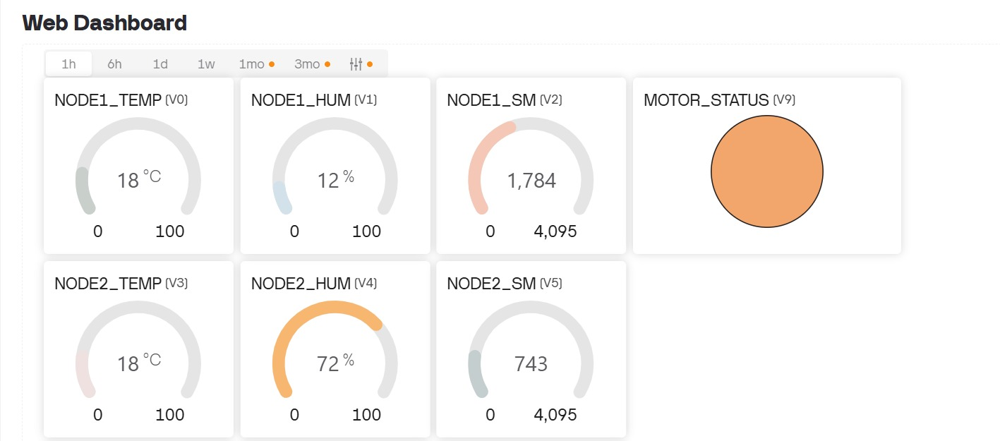 Web Dashboard
1h 6h 1d 1w 1mo 3mo
NODE1_TEMP (V0) NODE1_HUM (V1) NODE1_SM (V2) MOTOR_STATUS (V9)
18 °C 12 % 1,784
0 100 0 100 0 4,095
NODE2_TEMP (V3) NODE2_HUM (V4) NODE2_SM (V5)
18 °C 72 % 743
0 100 0 100 0 4,095